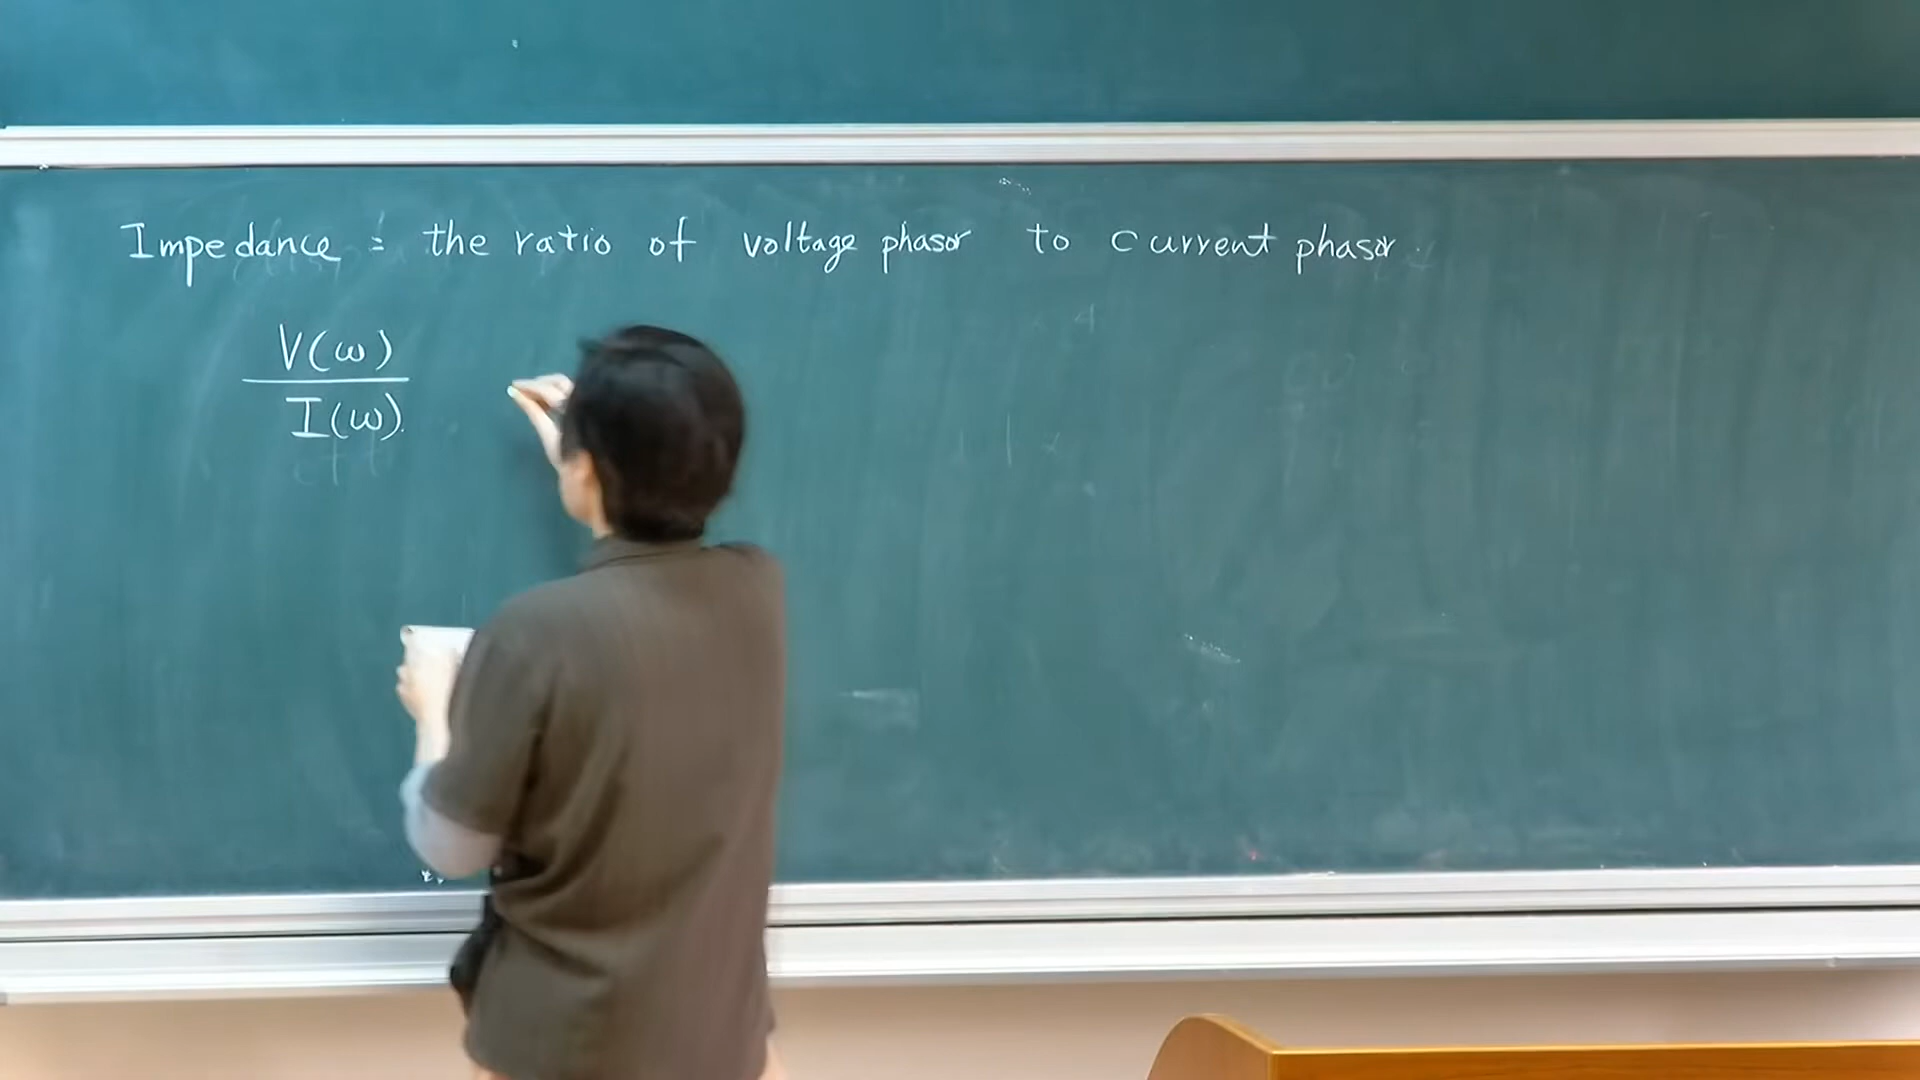 Impedance = the ratio of voltage phasor to current phasor.
V(ω)
I(ω)